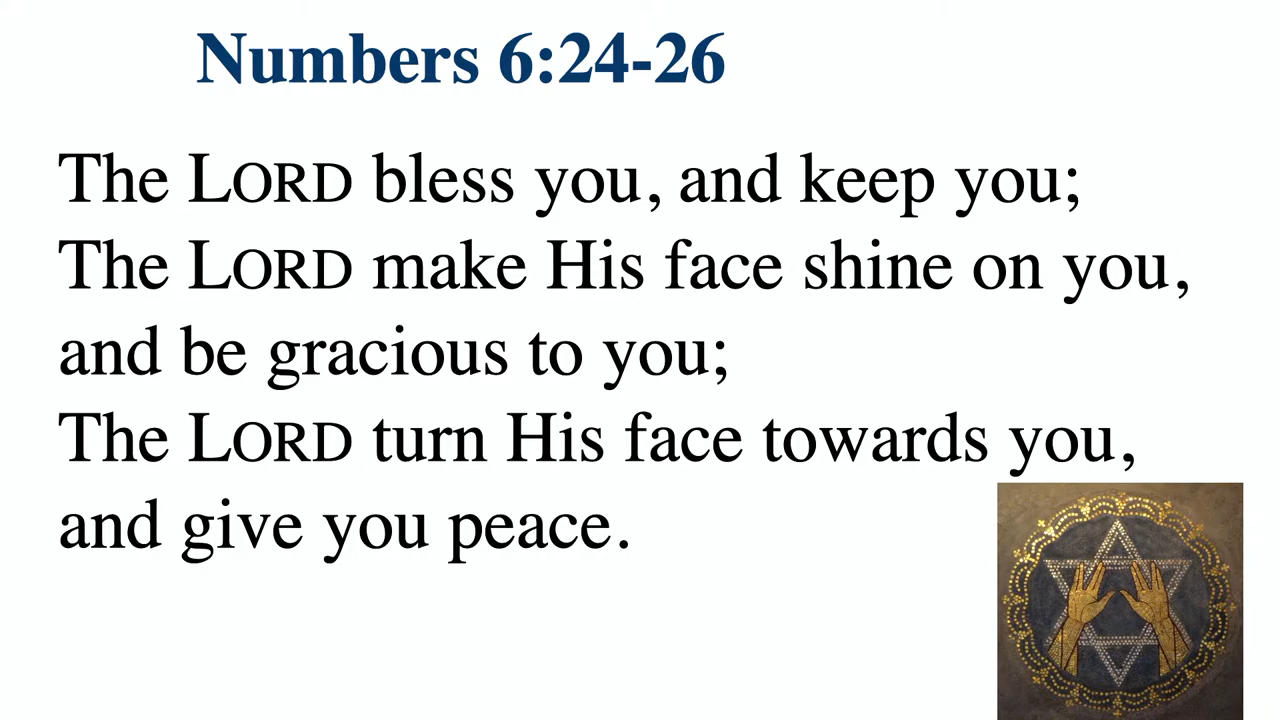 Numbers 6:24-26
The LORD bless you, and keep you;
The LORD make His face shine on you,
and be gracious to you;
The LORD turn His face towards you,
and give you peace.